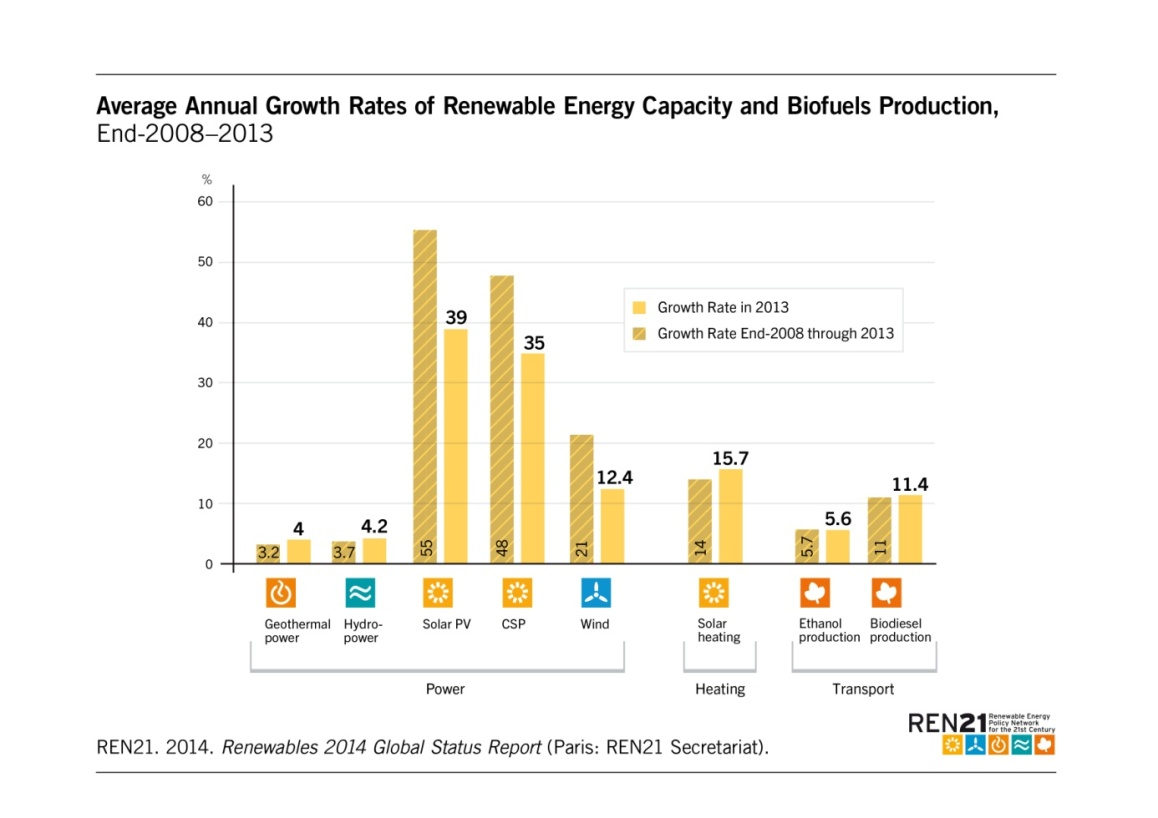 Average Annual Growth Rates of Renewable Energy Capacity and Biofuels Production,
End-2008–2013
%
60
50
40
30
20
10
0
Growth Rate in 2013
Growth Rate End-2008 through 2013
3.2
4
3.7
4.2
55
39
48
35
21
12.4
14
15.7
5.7
5.6
11
11.4
Geothermal
power
Hydro-
power
Solar PV
CSP
Wind
Solar
heating
Ethanol
production
Biodiesel
production
Power
Heating
Transport
REN21. 2014. Renewables 2014 Global Status Report (Paris: REN21 Secretariat).
REN21
Renewable Energy
Policy Network
for the 21st Century